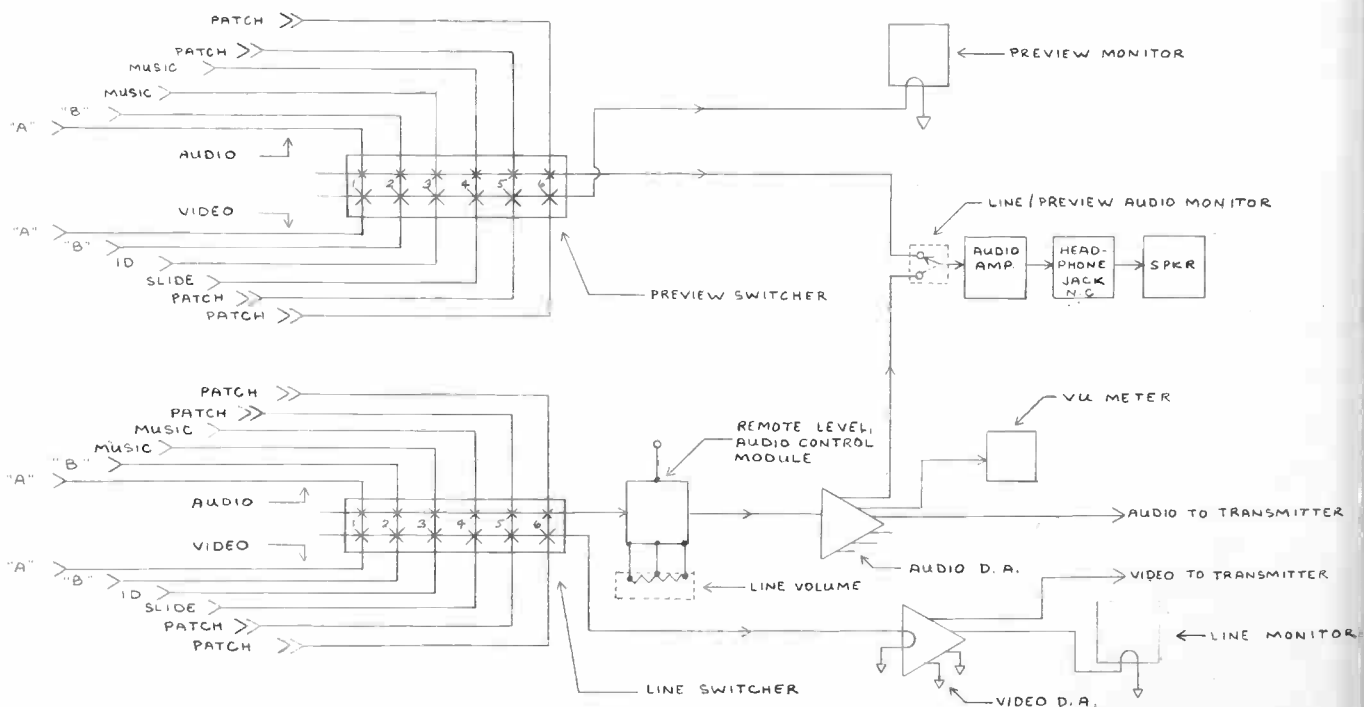 PATCH
PATCH
MUSIC
MUSIC
"B"
"A"
AUDIO
1 2 3 4 5 6
VIDEO
"A"
"B"
ID
SLIDE
PATCH
PATCH
PREVIEW SWITCHER
PREVIEW MONITOR
LINE/PREVIEW AUDIO MONITOR
AUDIO
AMP.
HEAD-
PHONE
JACK
N.C
SPKR
PATCH
PATCH
MUSIC
MUSIC
"B"
"A"
AUDIO
1 2 3 4 5 6
VIDEO
"A"
"B"
ID
SLIDE
PATCH
PATCH
LINE SWITCHER
REMOTE LEVEL,
AUDIO CONTROL
MODULE
LINE VOLUME
VU METER
AUDIO TO TRANSMITTER
AUDIO D.A.
VIDEO TO TRANSMITTER
LINE MONITOR
VIDEO D.A.